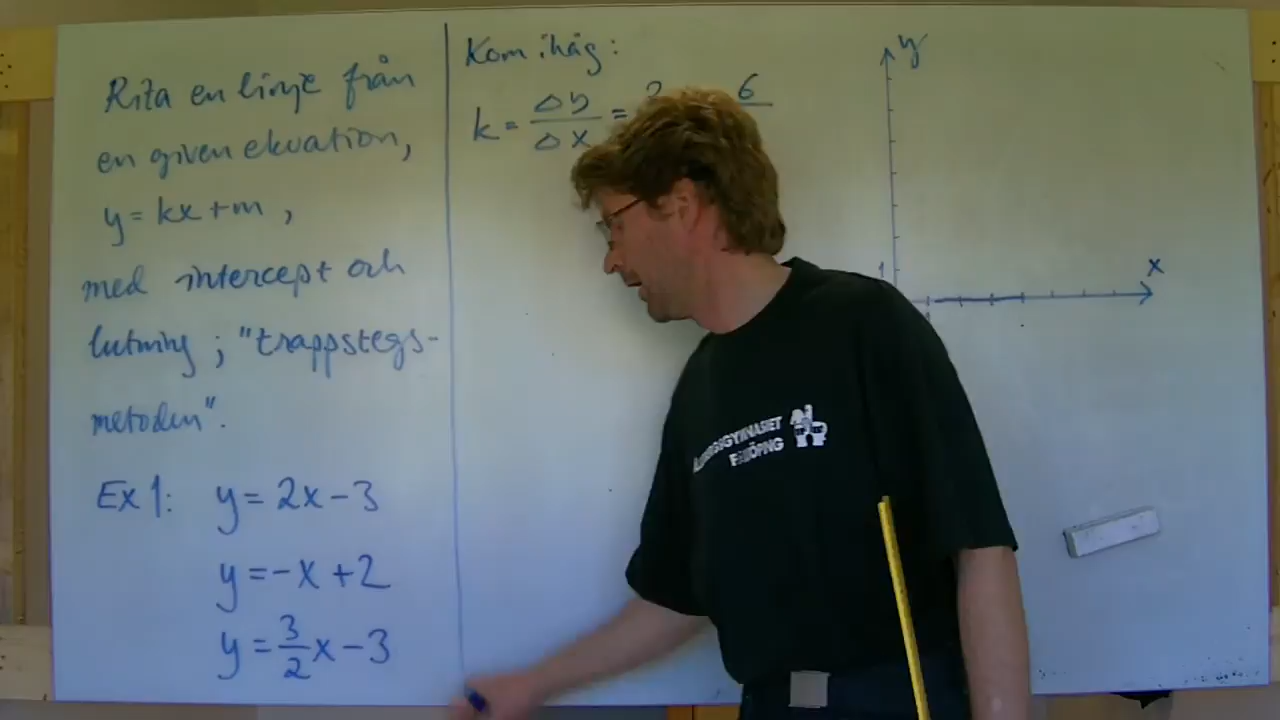 Rita en linje från
en given ekvation,
y = kx + m,
med intercept och
lutning; "trappstegs-
metoden".
Ex 1: y = 2x - 3
y = -x + 2
y = 3/2 x - 3
Kom ihåg:
k = Δy/Δx =
6
y
1
x